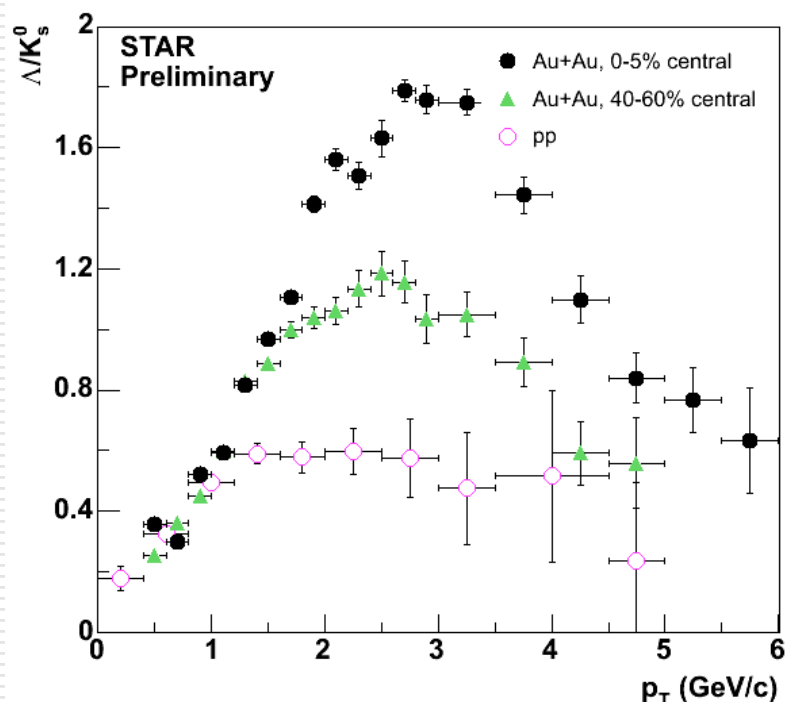 Λ/K⁰ₛ
STAR
Preliminary
Au+Au, 0-5% central
Au+Au, 40-60% central
pp
2
1.6
1.2
0.8
0.4
0
0 1 2 3 4 5 6
p_T (GeV/c)